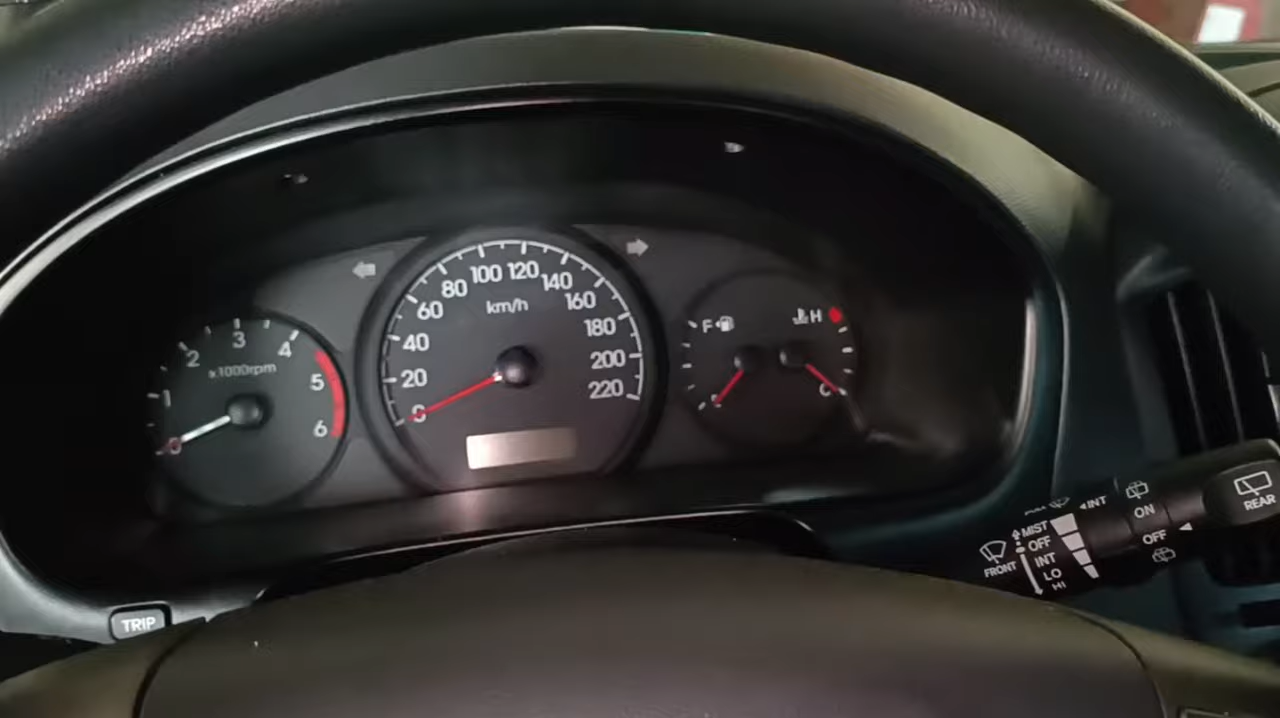 0
1
2
3
4
5
6
x1000rpm
0
20
40
60
80
100
120
140
160
180
200
220
km/h
F
H
C
TRIP
INT
MIST
OFF
INT
LO
HI
FRONT
ON
OFF
REAR